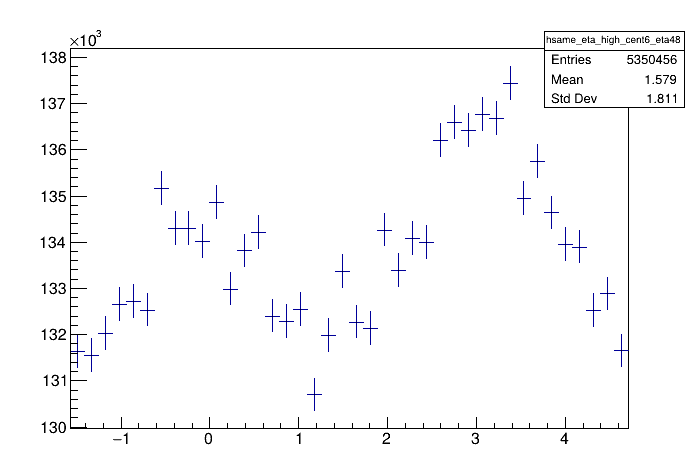 ×10³
hsame_eta_high_cent6_eta48
Entries 5350456
Mean 1.579
Std Dev 1.811
138
137
136
135
134
133
132
131
130
−1 0 1 2 3 4